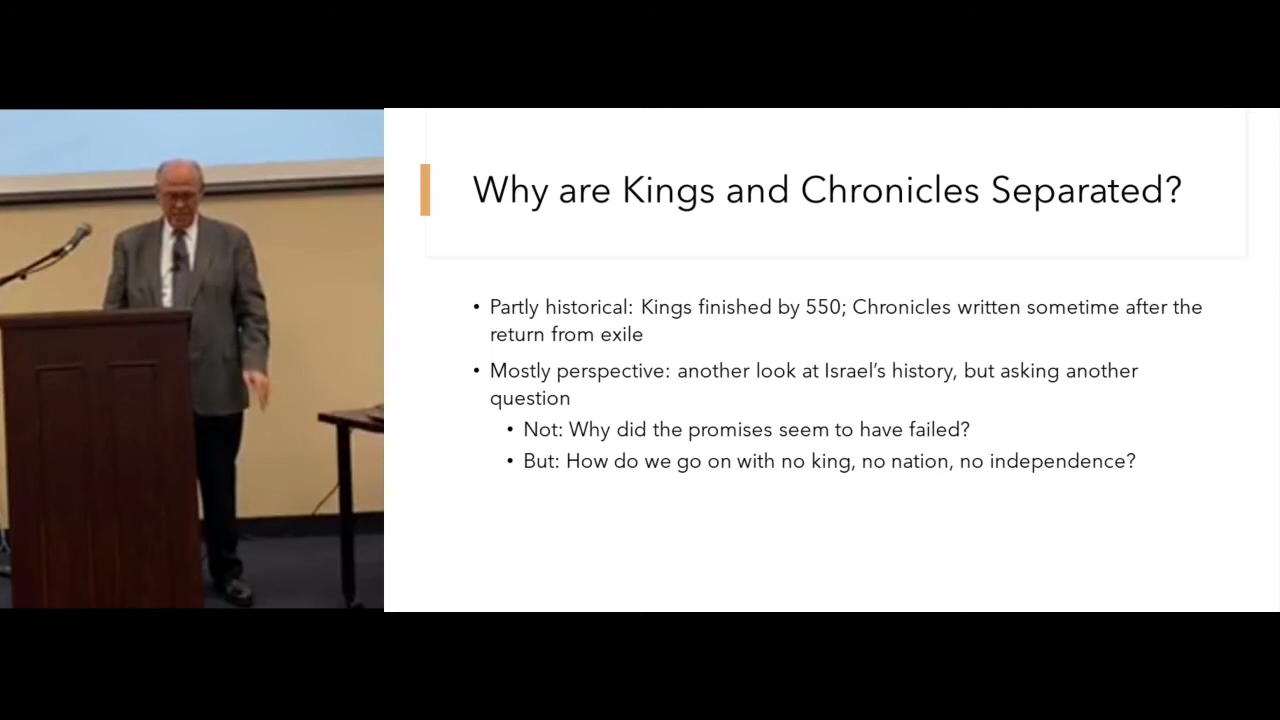 Why are Kings and Chronicles Separated?
• Partly historical: Kings finished by 550; Chronicles written sometime after the
return from exile
• Mostly perspective: another look at Israel’s history, but asking another
question
• Not: Why did the promises seem to have failed?
• But: How do we go on with no king, no nation, no independence?